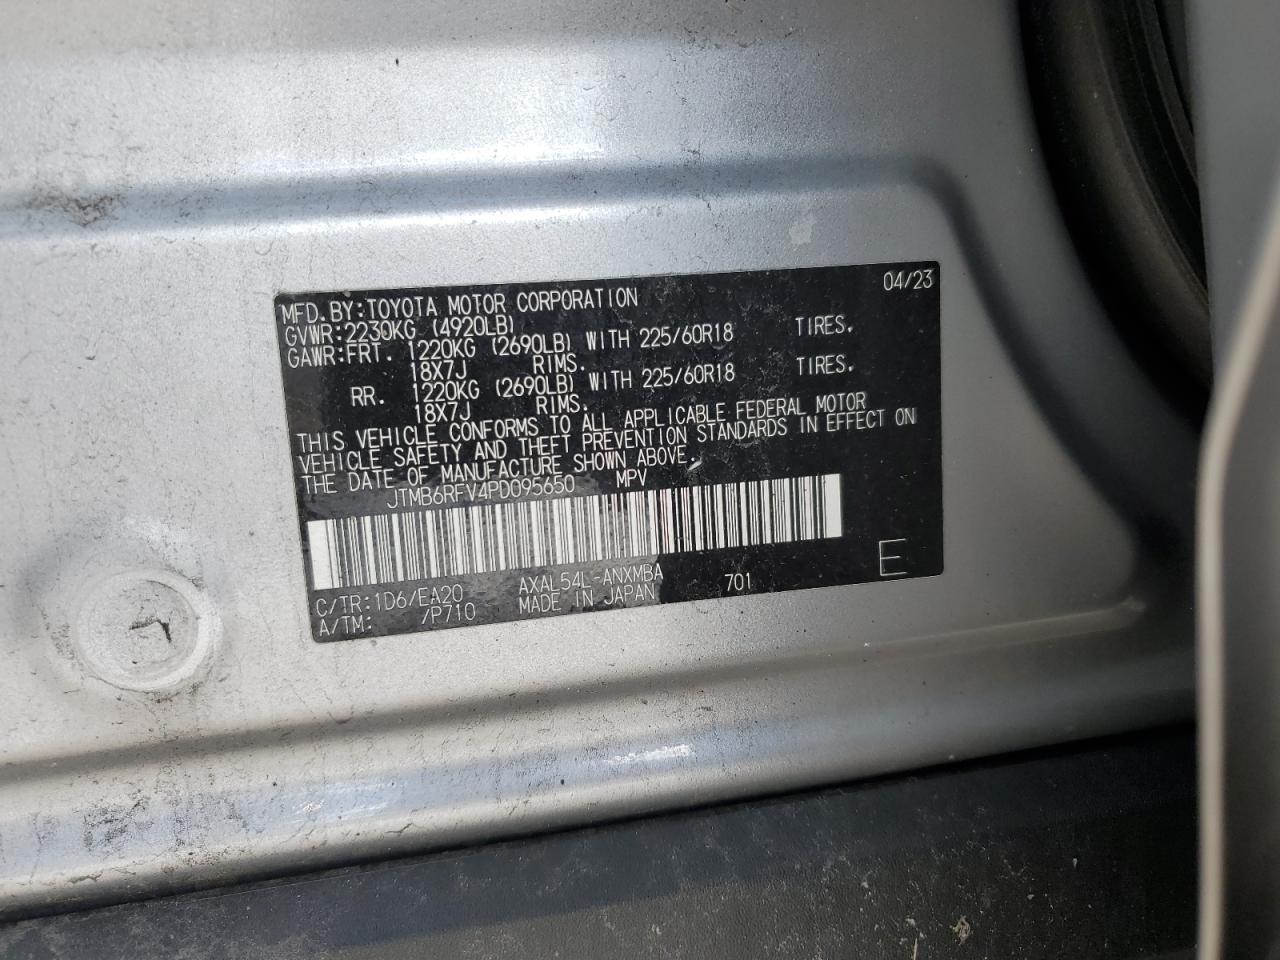 04/23
MFD.BY:TOYOTA MOTOR CORPORATION
GVWR:2230KG (4920LB)
GAWR:FRT. 1220KG (2690LB) WITH 225/60R18 TIRES.
18X7J RIMS.
RR. 1220KG (2690LB) WITH 225/60R18 TIRES.
18X7J RIMS.
THIS VEHICLE CONFORMS TO ALL APPLICABLE FEDERAL MOTOR
VEHICLE SAFETY AND THEFT PREVENTION STANDARDS IN EFFECT ON
THE DATE OF MANUFACTURE SHOWN ABOVE.
JTMB6RFV4PD095650 MPV
C/TR:1D6/EA20 AXAL54L-ANXMBA 701 E
A/TM: /P710 MADE IN JAPAN